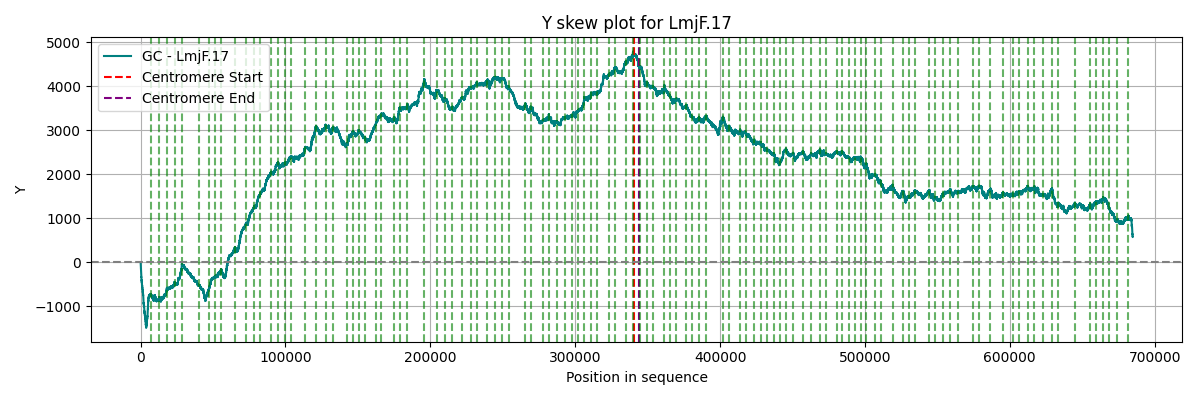 Y skew plot for LmjF.17
GC - LmjF.17
Centromere Start
Centromere End
5000
4000
3000
2000
1000
0
−1000
Y
0 100000 200000 300000 400000 500000 600000 700000
Position in sequence